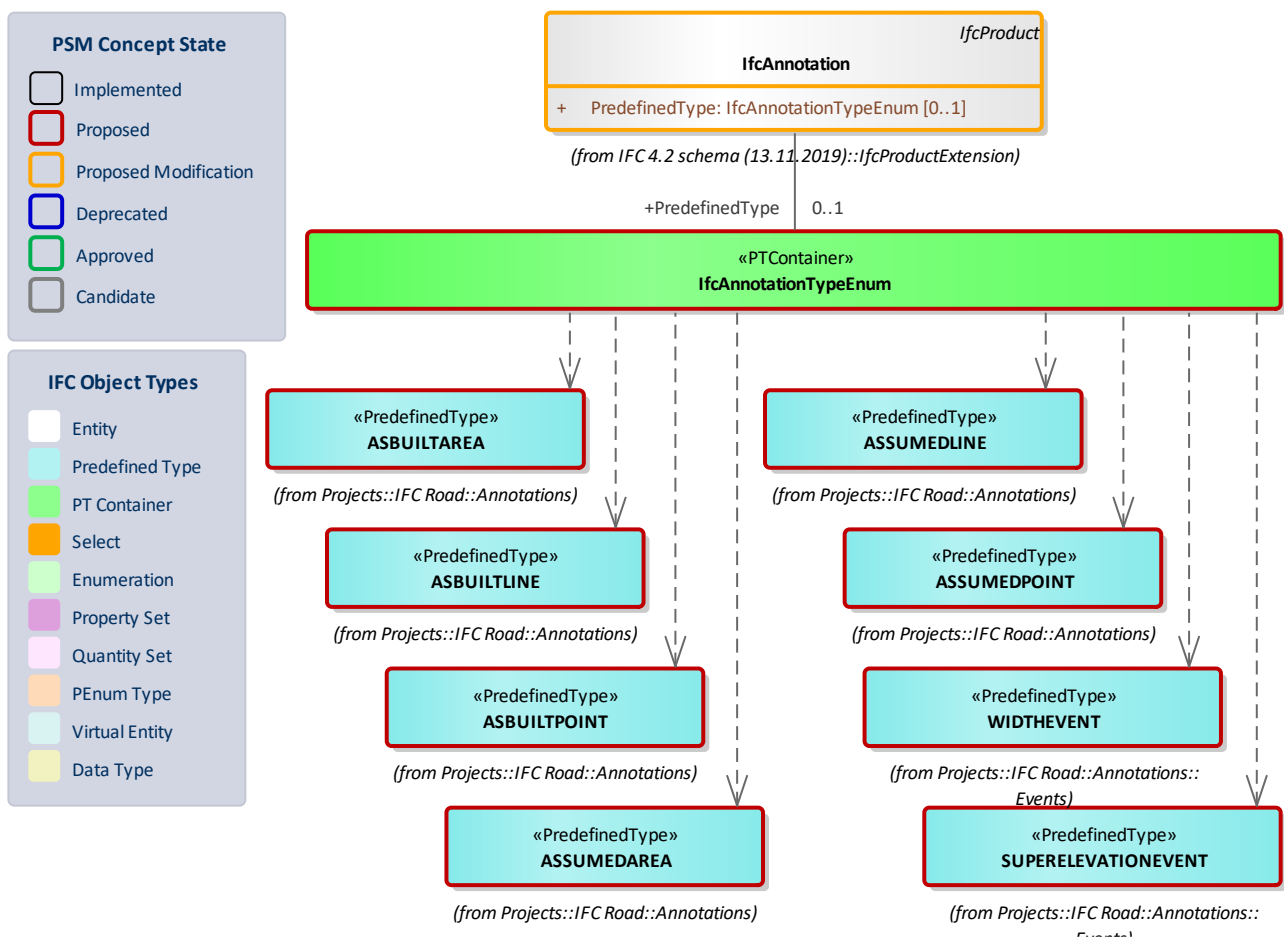 PSM Concept State
Implemented
Proposed
Proposed Modification
Deprecated
Approved
Candidate
IFC Object Types
Entity
Predefined Type
PT Container
Select
Enumeration
Property Set
Quantity Set
PEnum Type
Virtual Entity
Data Type
IfcProduct
IfcAnnotation
+ PredefinedType: IfcAnnotationTypeEnum [0..1]
(from IFC 4.2 schema (13.11.2019)::IfcProductExtension)
+PredefinedType 0..1
«PTContainer»
IfcAnnotationTypeEnum
«PredefinedType»
ASBUILTAREA
(from Projects::IFC Road::Annotations)
«PredefinedType»
ASSUMEDLINE
(from Projects::IFC Road::Annotations)
«PredefinedType»
ASBUILTLINE
(from Projects::IFC Road::Annotations)
«PredefinedType»
ASSUMEDPOINT
(from Projects::IFC Road::Annotations)
«PredefinedType»
ASBUILTPOINT
(from Projects::IFC Road::Annotations)
«PredefinedType»
WIDTHEVENT
(from Projects::IFC Road::Annotations::
Events)
«PredefinedType»
ASSUMEDAREA
(from Projects::IFC Road::Annotations)
«PredefinedType»
SUPERELEVATIONEVENT
(from Projects::IFC Road::Annotations::
Events)